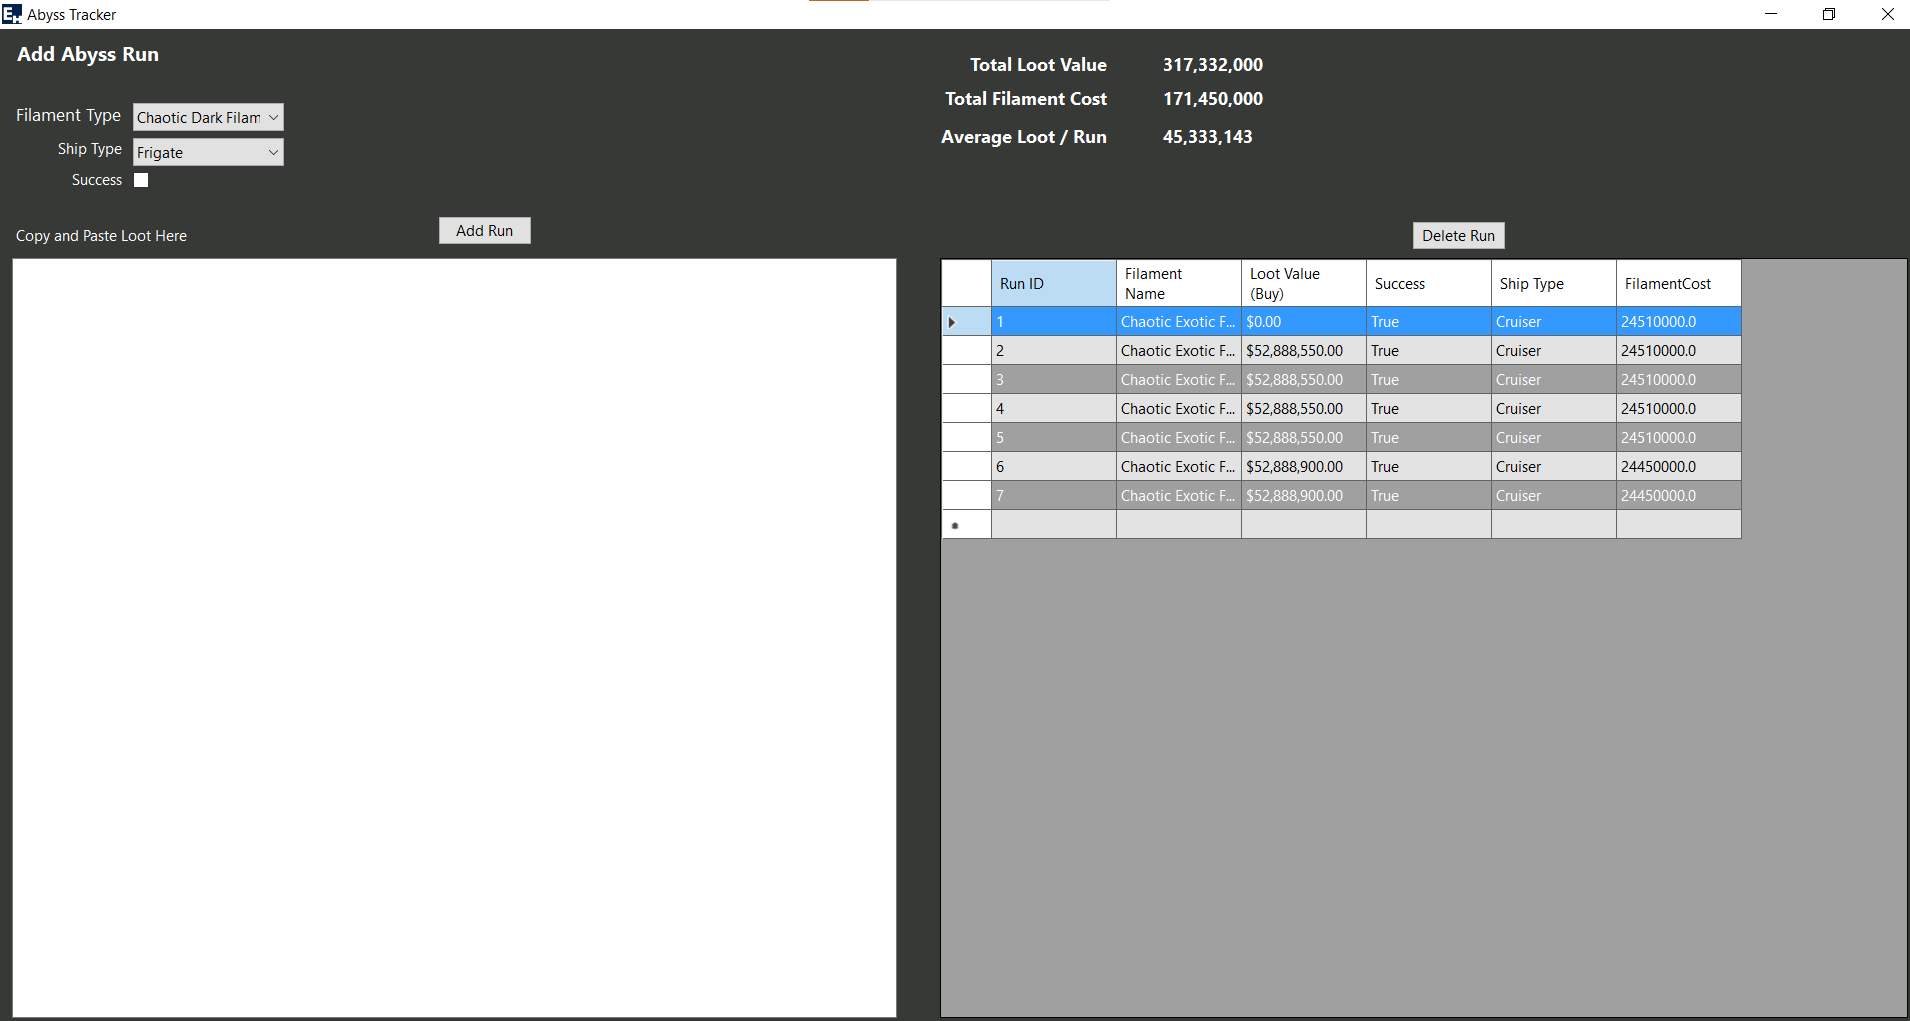 EH Abyss Tracker
Add Abyss Run
Filament Type Chaotic Dark Filam
Ship Type Frigate
Success
Copy and Paste Loot Here
Add Run
Total Loot Value 317,332,000
Total Filament Cost 171,450,000
Average Loot / Run 45,333,143
Delete Run
Run ID Filament Name Loot Value (Buy) Success Ship Type FilamentCost
1 Chaotic Exotic F... $0.00 True Cruiser 24510000.0
2 Chaotic Exotic F... $52,888,550.00 True Cruiser 24510000.0
3 Chaotic Exotic F... $52,888,550.00 True Cruiser 24510000.0
4 Chaotic Exotic F... $52,888,550.00 True Cruiser 24510000.0
5 Chaotic Exotic F... $52,888,550.00 True Cruiser 24510000.0
6 Chaotic Exotic F... $52,888,900.00 True Cruiser 24450000.0
7 Chaotic Exotic F... $52,888,900.00 True Cruiser 24450000.0